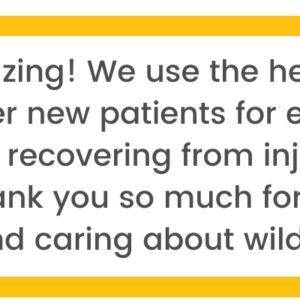 zing! We use the he
er new patients for e
recovering from inj
ank you so much for
nd caring about wild